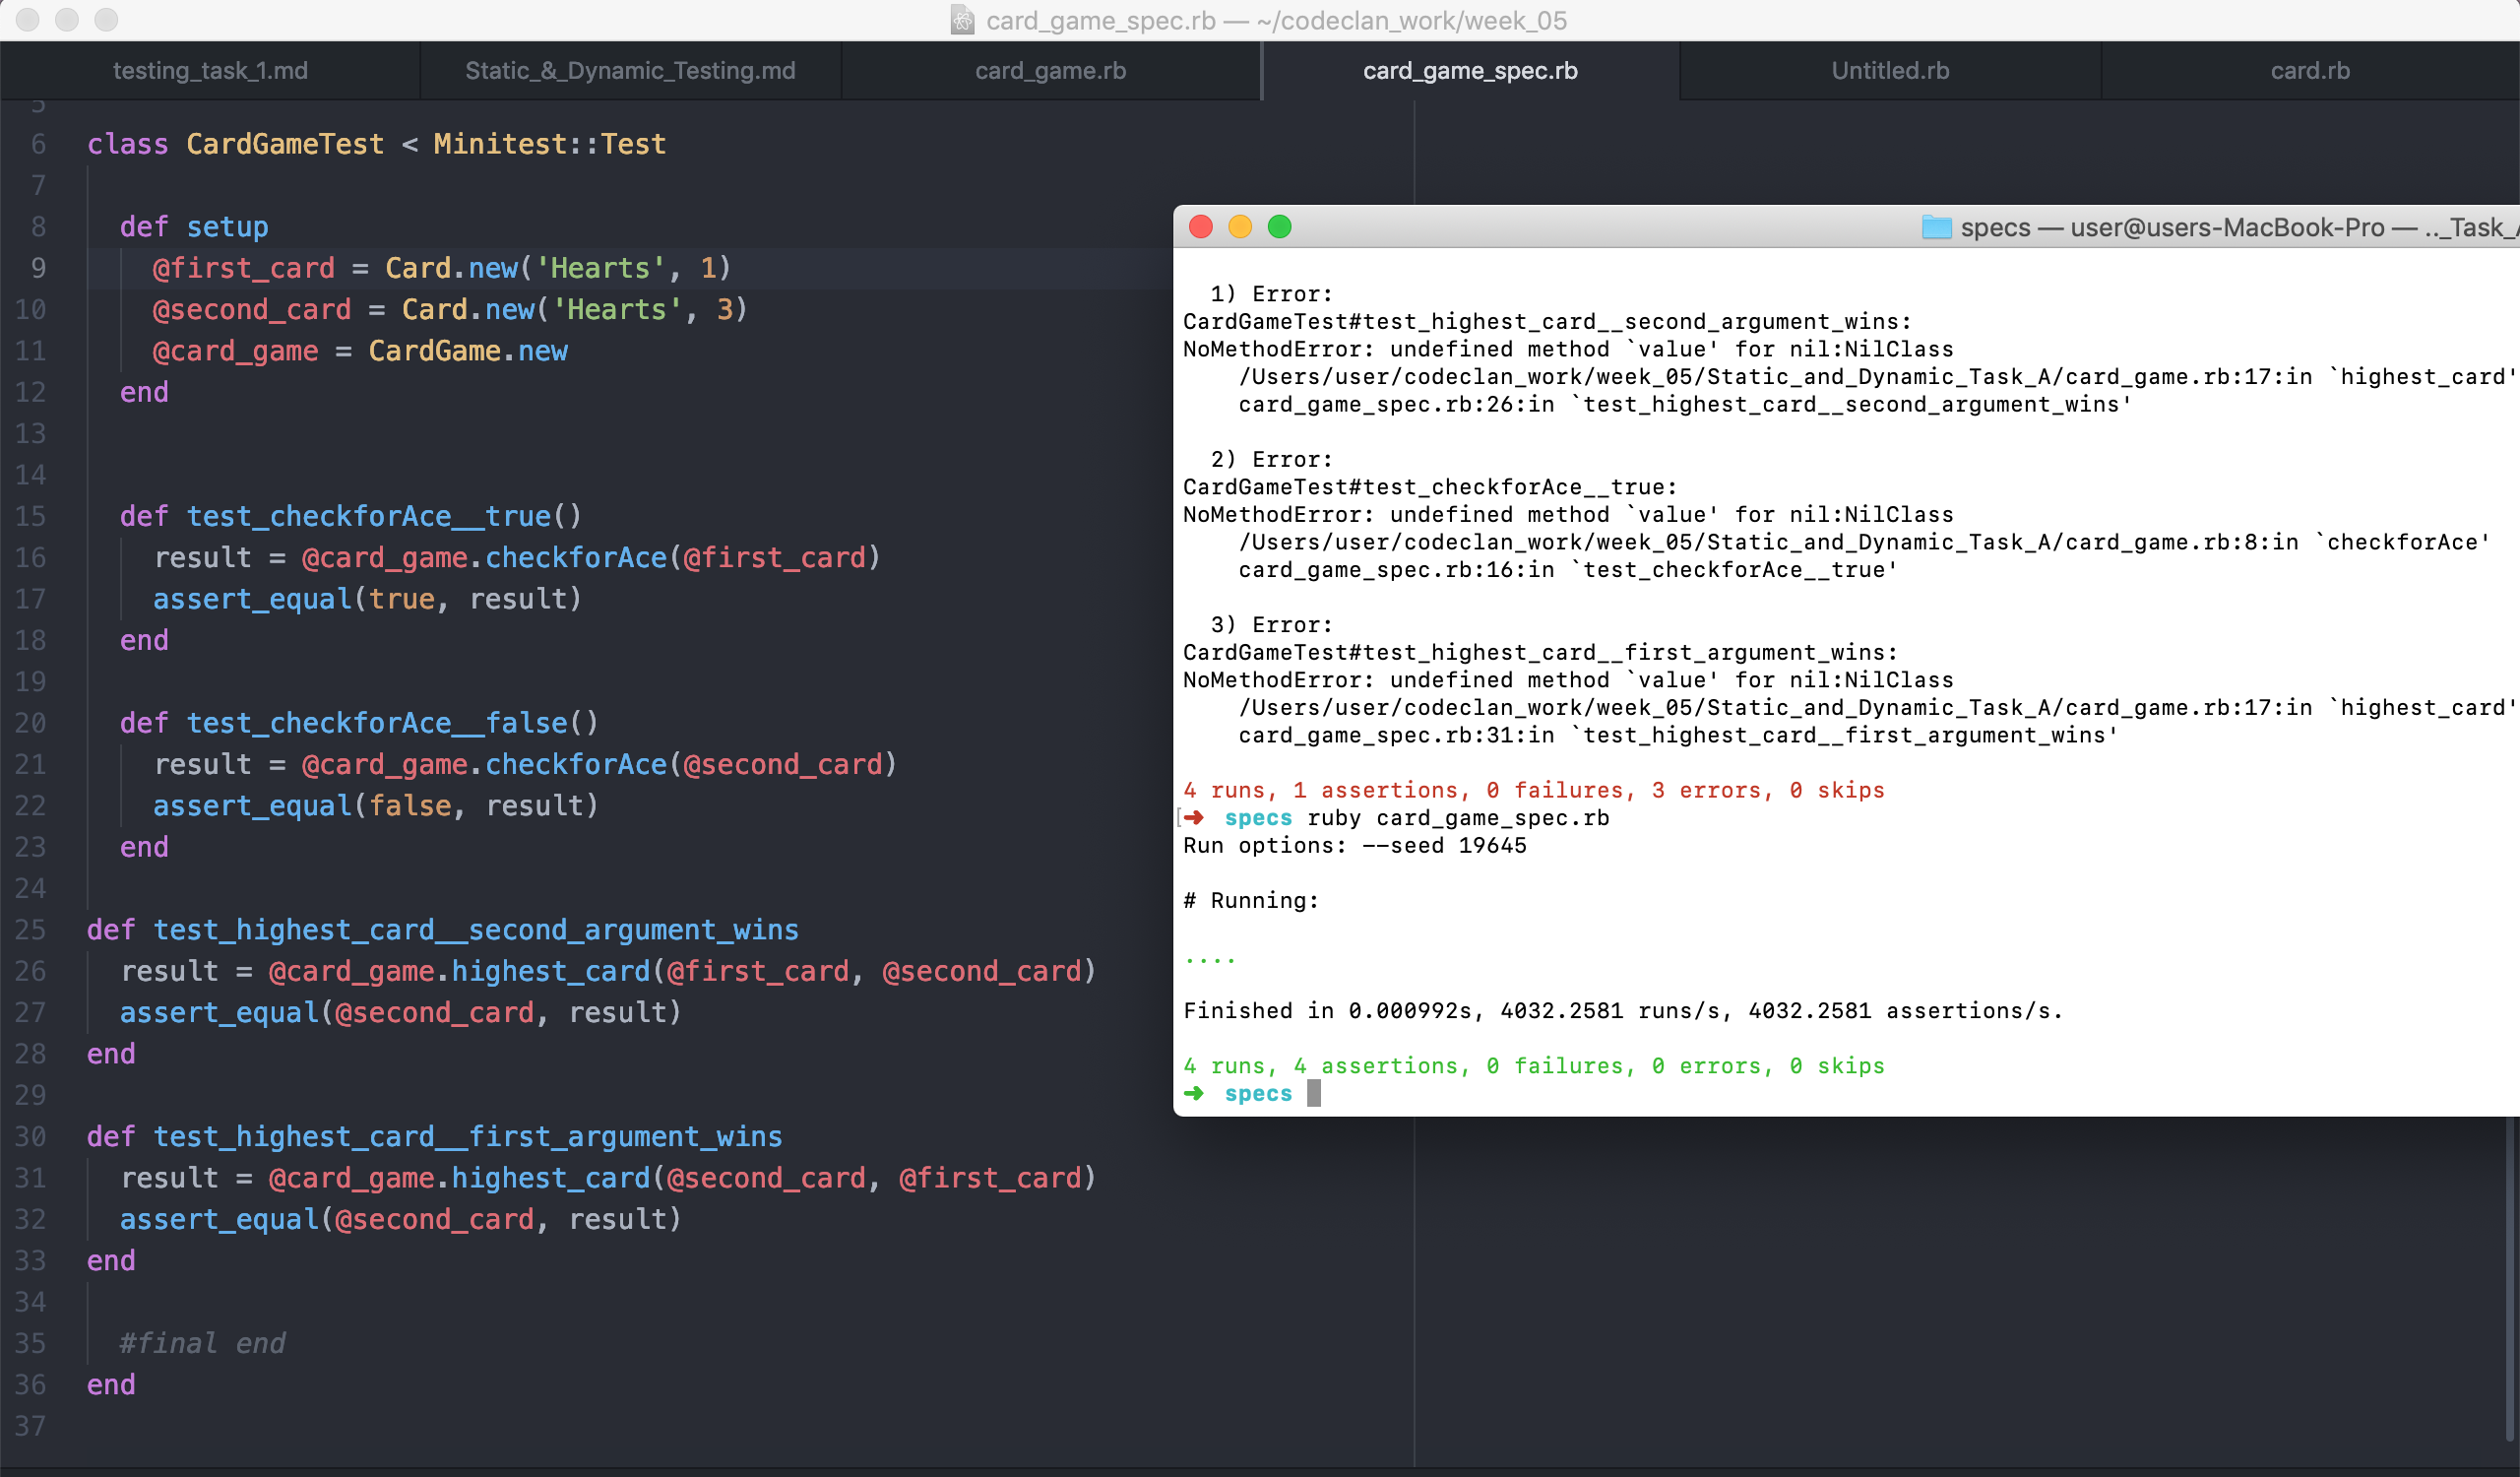 card_game_spec.rb — ~/codeclan_work/week_05
testing_task_1.md
Static_&_Dynamic_Testing.md
card_game.rb
card_game_spec.rb
Untitled.rb
card.rb
5
6 class CardGameTest < Minitest::Test
7
8 def setup
9 @first_card = Card.new('Hearts', 1)
10 @second_card = Card.new('Hearts', 3)
11 @card_game = CardGame.new
12 end
13
14
15 def test_checkforAce__true()
16 result = @card_game.checkforAce(@first_card)
17 assert_equal(true, result)
18 end
19
20 def test_checkforAce__false()
21 result = @card_game.checkforAce(@second_card)
22 assert_equal(false, result)
23 end
24
25 def test_highest_card__second_argument_wins
26 result = @card_game.highest_card(@first_card, @second_card)
27 assert_equal(@second_card, result)
28 end
29
30 def test_highest_card__first_argument_wins
31 result = @card_game.highest_card(@second_card, @first_card)
32 assert_equal(@second_card, result)
33 end
34
35 #final end
36 end
37
specs — user@users-MacBook-Pro — .._Task_
1) Error:
CardGameTest#test_highest_card__second_argument_wins:
NoMethodError: undefined method `value' for nil:NilClass
/Users/user/codeclan_work/week_05/Static_and_Dynamic_Task_A/card_game.rb:17:in `highest_card'
card_game_spec.rb:26:in `test_highest_card__second_argument_wins'
2) Error:
CardGameTest#test_checkforAce__true:
NoMethodError: undefined method `value' for nil:NilClass
/Users/user/codeclan_work/week_05/Static_and_Dynamic_Task_A/card_game.rb:8:in `checkforAce'
card_game_spec.rb:16:in `test_checkforAce__true'
3) Error:
CardGameTest#test_highest_card__first_argument_wins:
NoMethodError: undefined method `value' for nil:NilClass
/Users/user/codeclan_work/week_05/Static_and_Dynamic_Task_A/card_game.rb:17:in `highest_card'
card_game_spec.rb:31:in `test_highest_card__first_argument_wins'
4 runs, 1 assertions, 0 failures, 3 errors, 0 skips
[➜ specs ruby card_game_spec.rb
Run options: --seed 19645
# Running:
....
Finished in 0.000992s, 4032.2581 runs/s, 4032.2581 assertions/s.
4 runs, 4 assertions, 0 failures, 0 errors, 0 skips
➜ specs